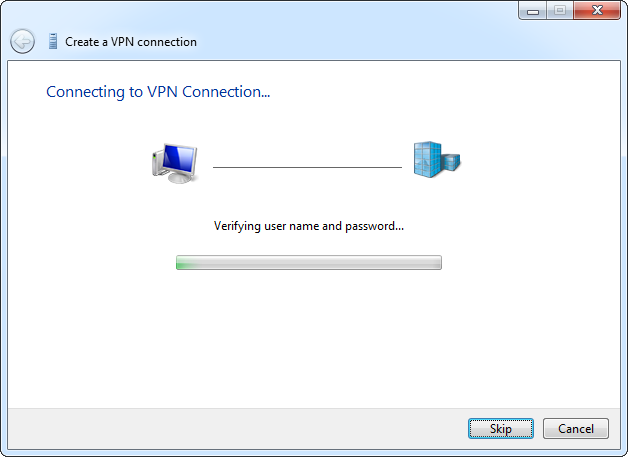 Create a VPN connection
Connecting to VPN Connection...
Verifying user name and password...
Skip
Cancel